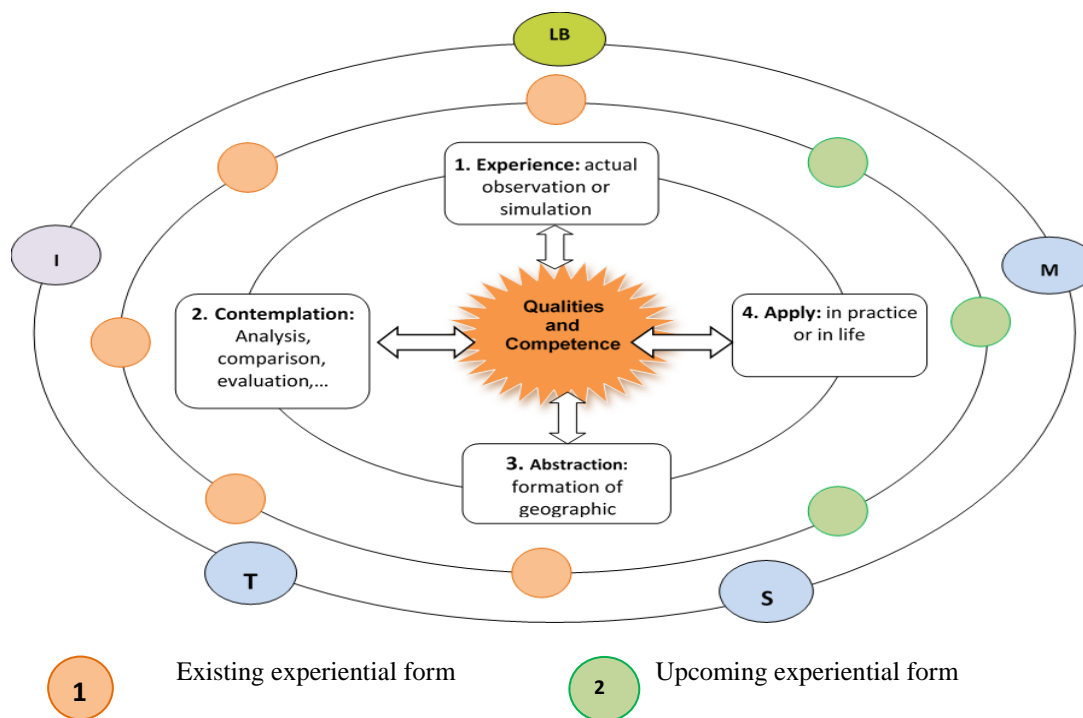 LB
1. Experience: actual
observation or
simulation
I
M
Qualities
and
Competence
2. Contemplation:
Analysis,
comparison,
evaluation,...
4. Apply: in practice
or in life
3. Abstraction:
formation of
geographic
T
S
1
Existing experiential form
2
Upcoming experiential form